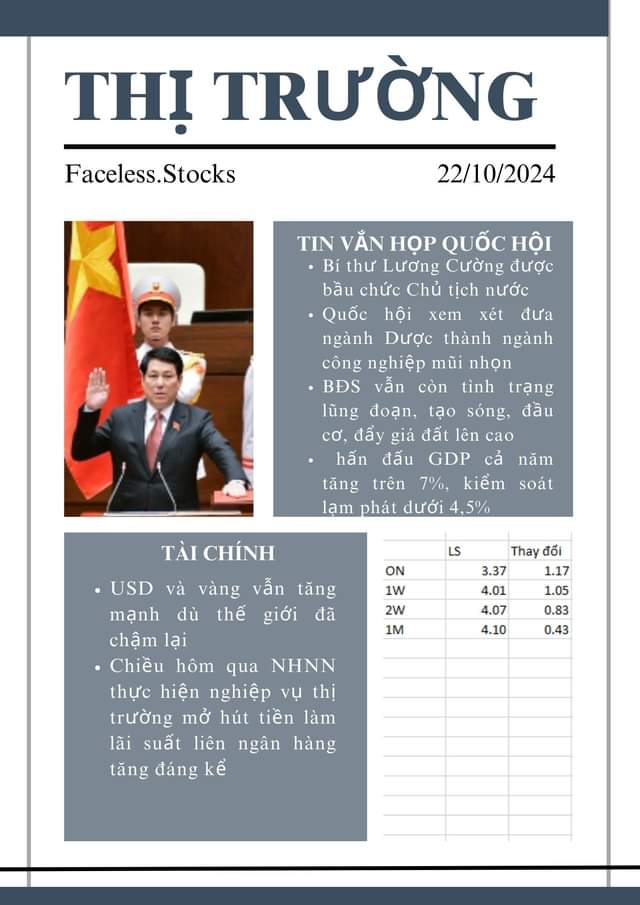 THỊ TRƯỜNG
Faceless.Stocks 22/10/2024
TIN VẮN HỌP QUỐC HỘI
• Bí thư Lương Cường được
bầu chức Chủ tịch nước
• Quốc hội xem xét đưa
ngành Dược thành ngành
công nghiệp mũi nhọn
• BĐS vẫn còn tình trạng
lũng đoạn, tạo sóng, đầu
cơ, đẩy giá đất lên cao
• hấn đấu GDP cả năm
tăng trên 7%, kiểm soát
lạm phát dưới 4,5%
TÀI CHÍNH
• USD và vàng vẫn tăng
mạnh dù thế giới đã
chậm lại
• Chiều hôm qua NHNN
thực hiện nghiệp vụ thị
trường mở hút tiền làm
lãi suất liên ngân hàng
tăng đáng kể
LS Thay đổi
ON 3.37 1.17
1W 4.01 1.05
2W 4.07 0.83
1M 4.10 0.43